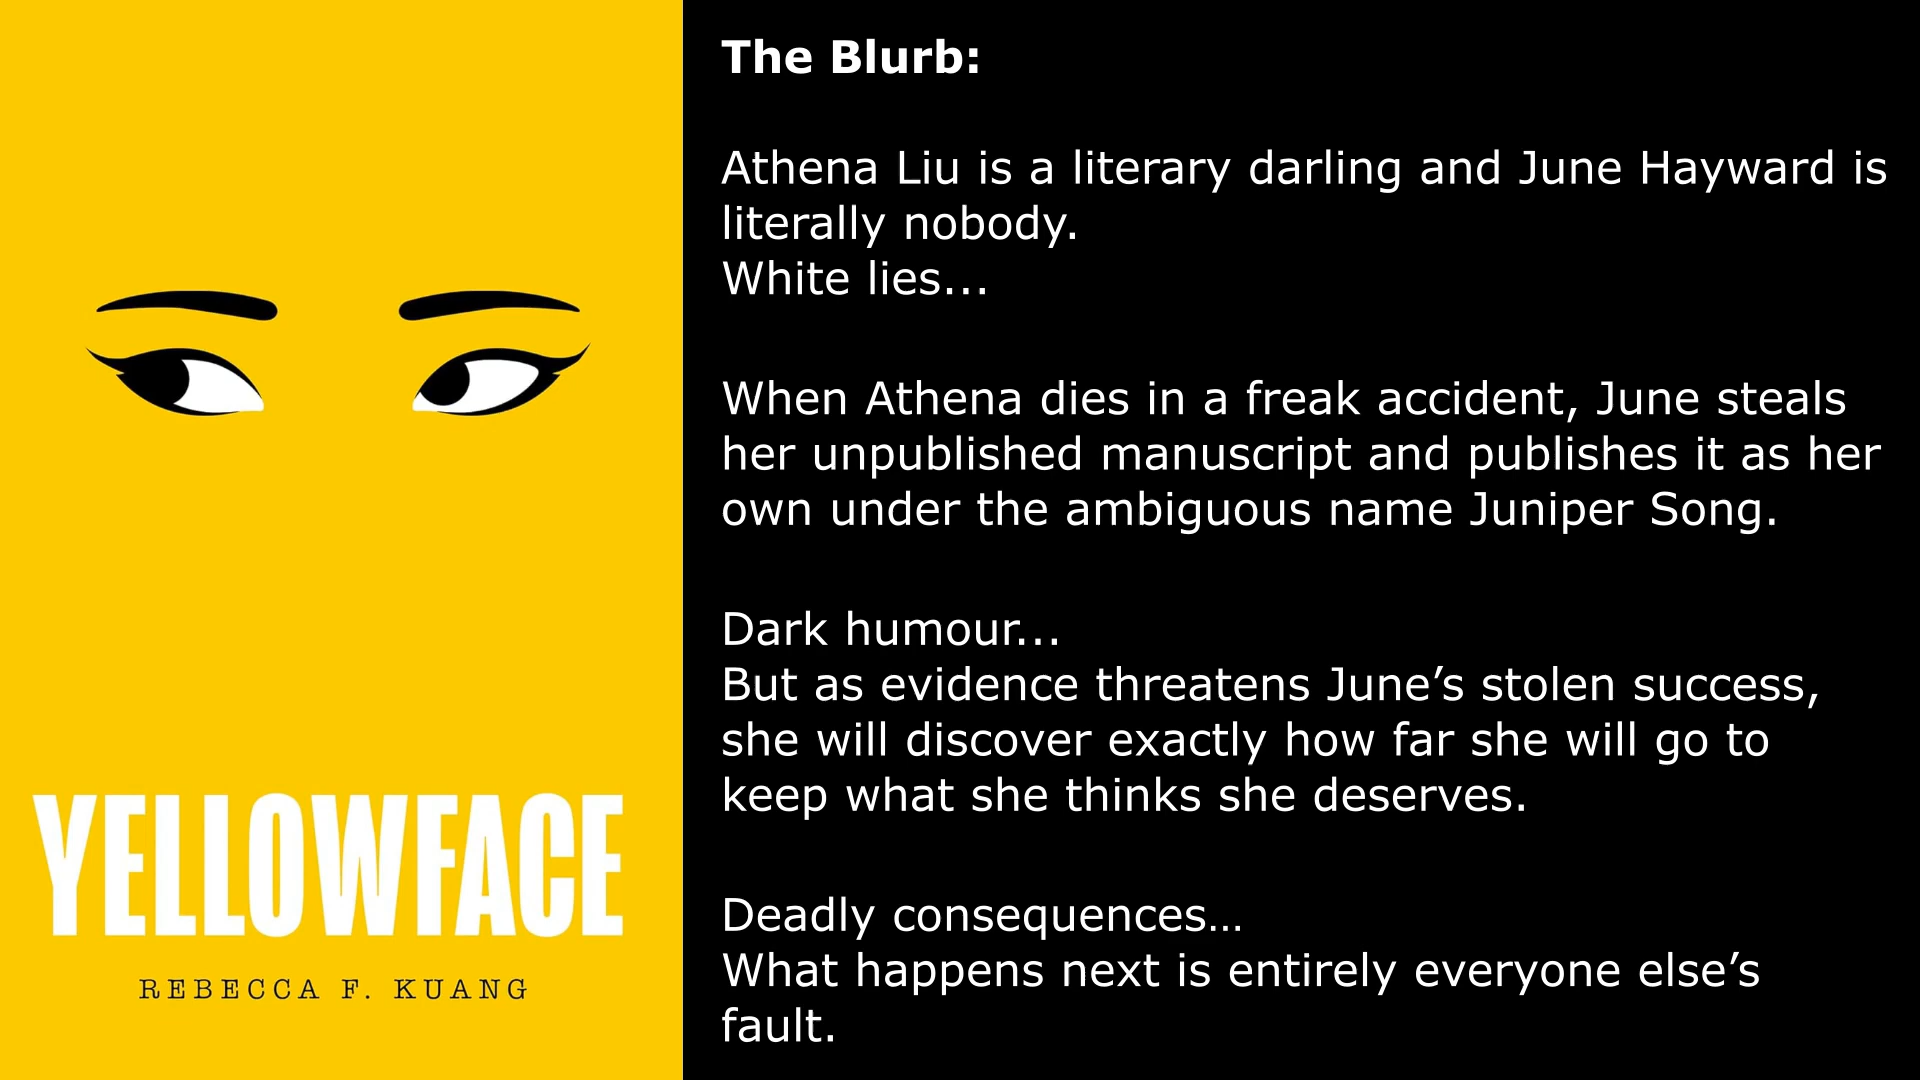 YELLOWFACE
REBECCA F. KUANG
The Blurb:
Athena Liu is a literary darling and June Hayward is
literally nobody.
White lies...
When Athena dies in a freak accident, June steals
her unpublished manuscript and publishes it as her
own under the ambiguous name Juniper Song.
Dark humour...
But as evidence threatens June’s stolen success,
she will discover exactly how far she will go to
keep what she thinks she deserves.
Deadly consequences…
What happens next is entirely everyone else’s
fault.